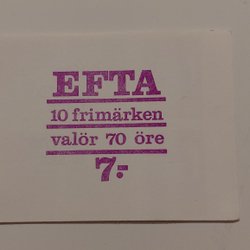 EFTA
10 frimärken
valör 70 öre
7:-